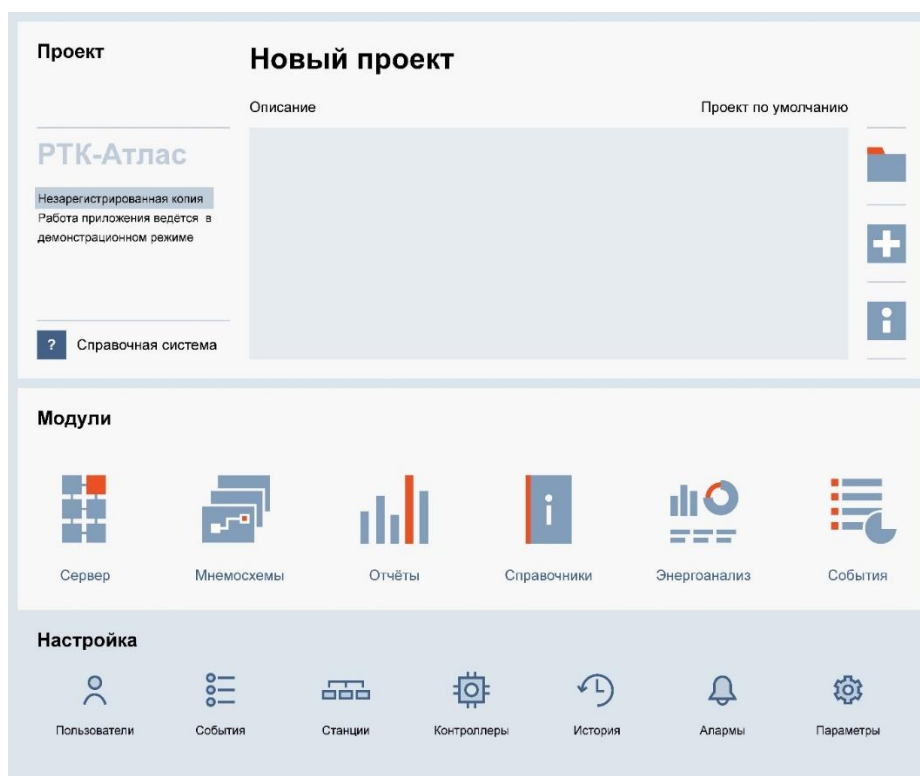 Проект
Новый проект
Описание
Проект по умолчанию
РТК-Атлас
Незарегистрированная копия
Работа приложения ведётся в
демонстрационном режиме
? Справочная система
Модули
Сервер
Мнемосхемы
Отчёты
Справочники
Энергоанализ
События
Настройка
Пользователи
События
Станции
Контроллеры
История
Алармы
Параметры